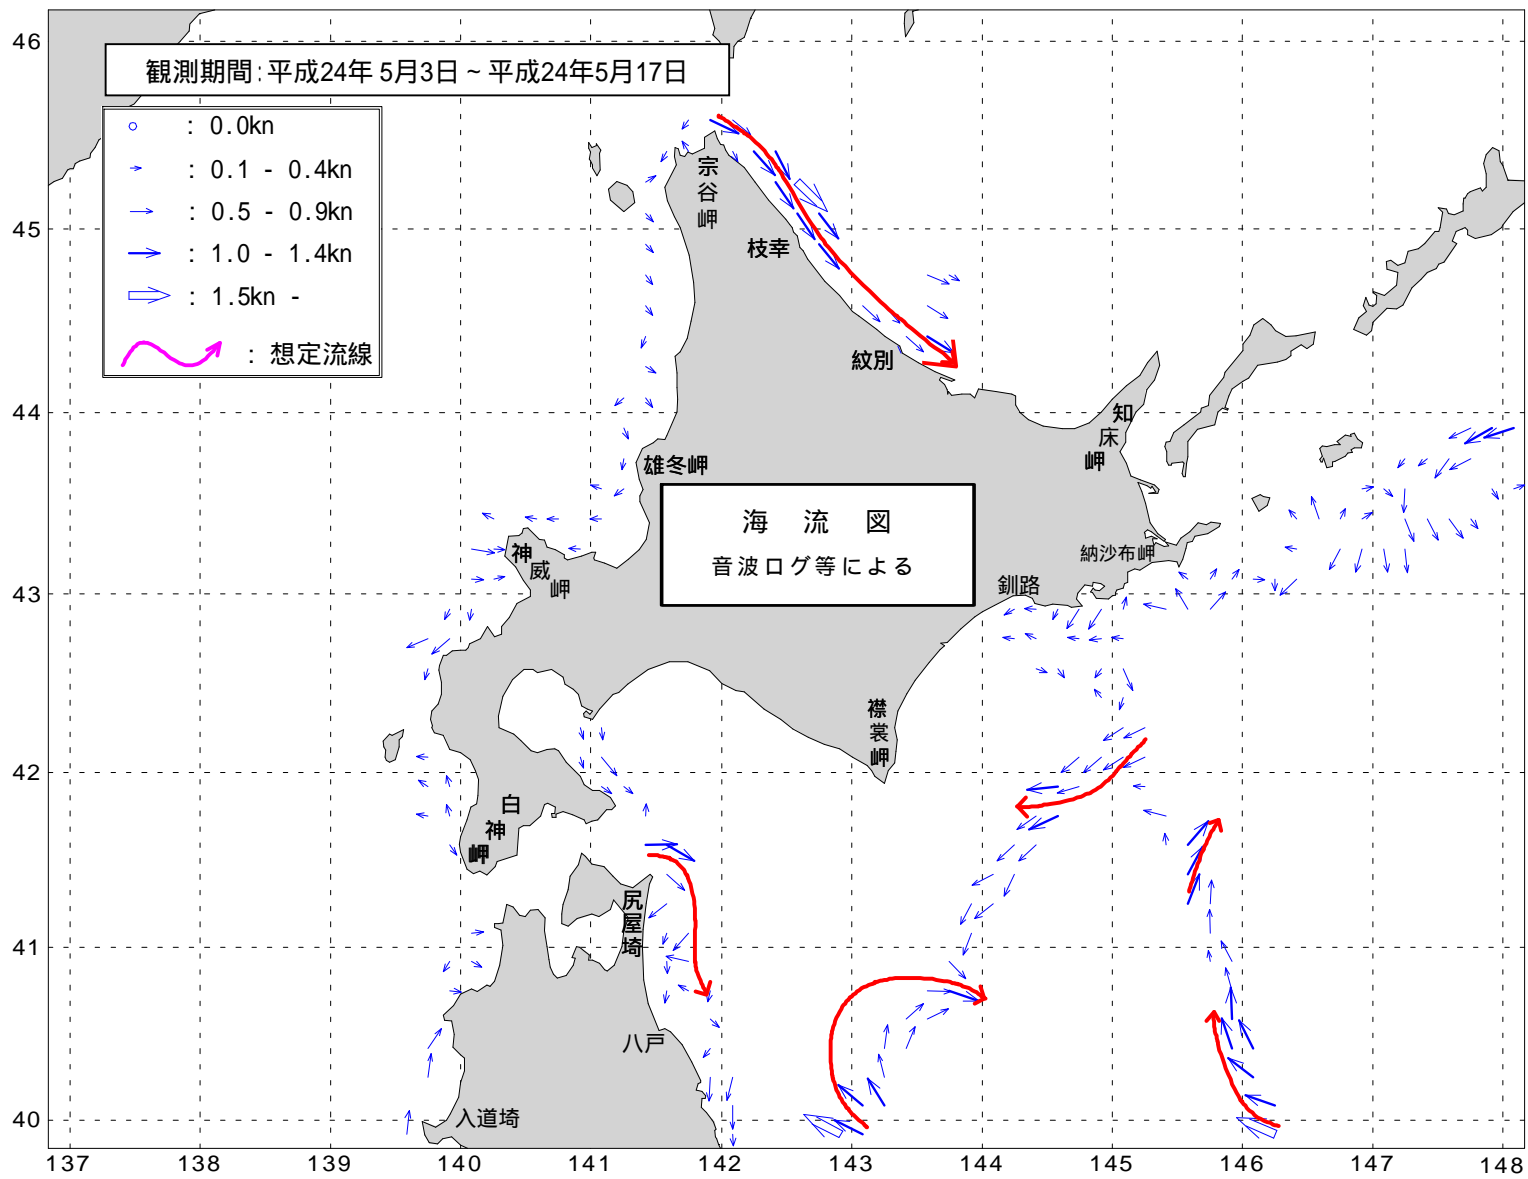 観測期間:平成24年5月3日~平成24年5月17日
: 0.0kn
: 0.1 - 0.4kn
: 0.5 - 0.9kn
: 1.0 - 1.4kn
: 1.5kn -
: 想定流線
宗谷岬
枝幸
紋別
知床岬
雄冬岬
海流図
音波ログ等による
納沙布岬
神威岬
釧路
襟裳岬
白神岬
尻屋埼
八戸
入道埼
46
45
44
43
42
41
40
137
138
139
140
141
142
143
144
145
146
147
148